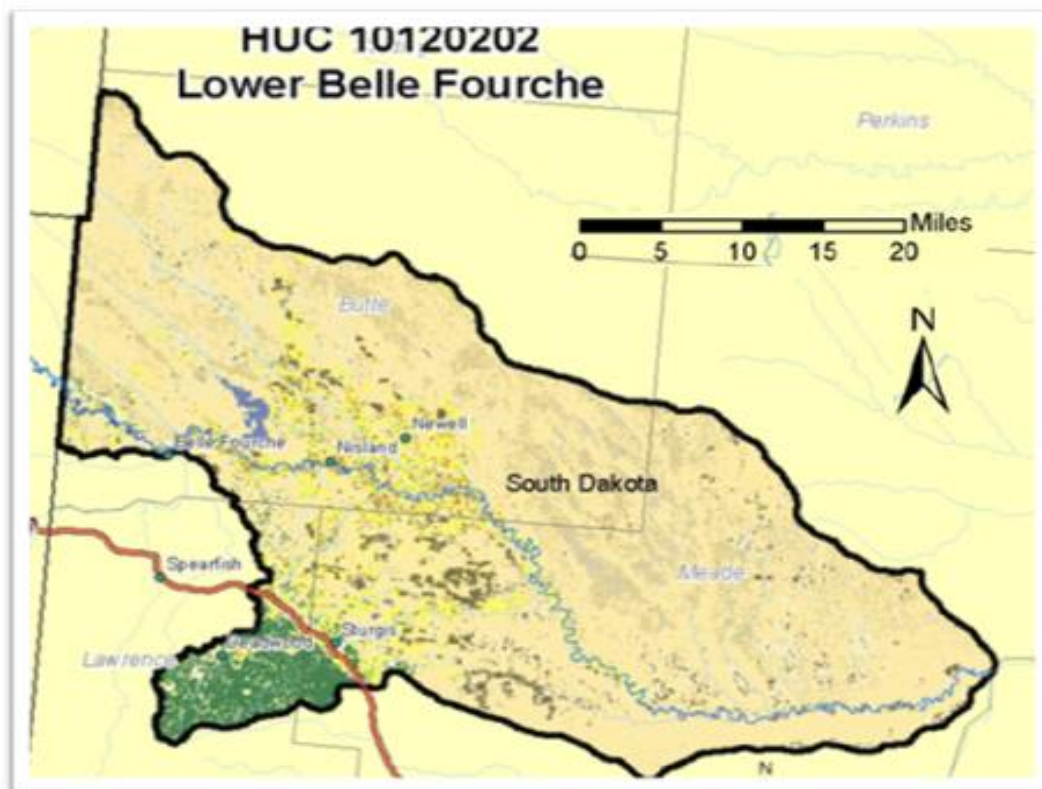 HUC 10120202
Lower Belle Fourche
Perkins
Miles
0 5 10 15 20
N
Butte
Newell
Belle Fourche
Nisland
South Dakota
Spearfish
Meade
Sturgis
Deadwood
Lawrence
N